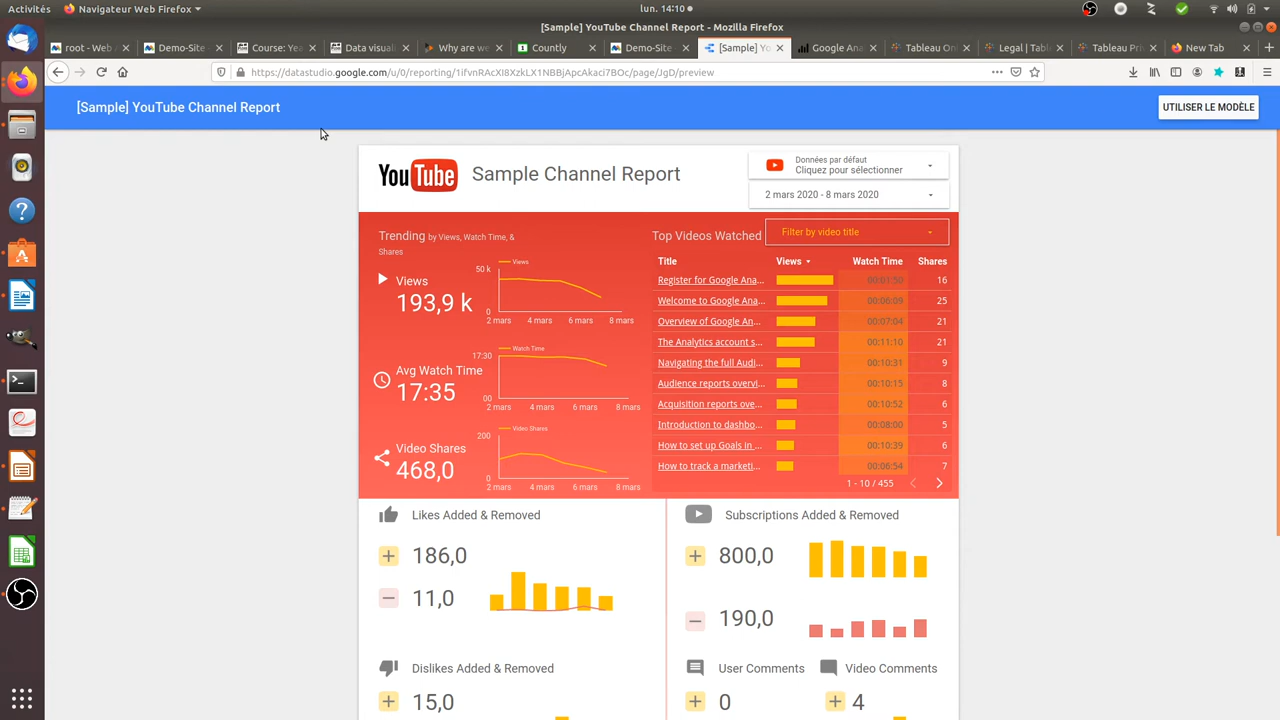 Activités
Navigateur Web Firefox
lun. 14:10
[Sample] YouTube Channel Report - Mozilla Firefox
root - Web
Demo-Site -
Course: Yea
Data visuali
Why are we
Countly
Demo-Site -
[Sample] Yo
Google Ana
Tableau On
Legal | Tab
Tableau Pri
New Tab
https://datastudio.google.com/u/0/reporting/1ifvnRAcXI8XzkLX1NBBjApcAkaci7BOc/page/JgD/preview
[Sample] YouTube Channel Report
UTILISER LE MODÈLE
YouTube
Sample Channel Report
Données par défaut
Cliquez pour sélectionner
2 mars 2020 - 8 mars 2020
Trending by Views, Watch Time, &
Shares
Views
193,9 k
Views
50 k
0
2 mars 4 mars 6 mars 8 mars
Avg Watch Time
17:35
Watch Time
17:30
00
2 mars 4 mars 6 mars 8 mars
Video Shares
468,0
Video Shares
200
0
2 mars 4 mars 6 mars 8 mars
Top Videos Watched
Filter by video title
Title Views Watch Time Shares
Register for Google Ana... 00:01:50 16
Welcome to Google Ana... 00:06:09 25
Overview of Google An... 00:07:04 21
The Analytics account s... 00:11:10 21
Navigating the full Audi... 00:10:31 9
Audience reports overvi... 00:10:15 8
Acquisition reports ove... 00:10:52 6
Introduction to dashbo... 00:08:00 5
How to set up Goals in ... 00:10:39 6
How to track a marketi... 00:06:54 7
1 - 10 / 455
Likes Added & Removed
186,0
11,0
Subscriptions Added & Removed
800,0
190,0
Dislikes Added & Removed
15,0
User Comments
0
Video Comments
4